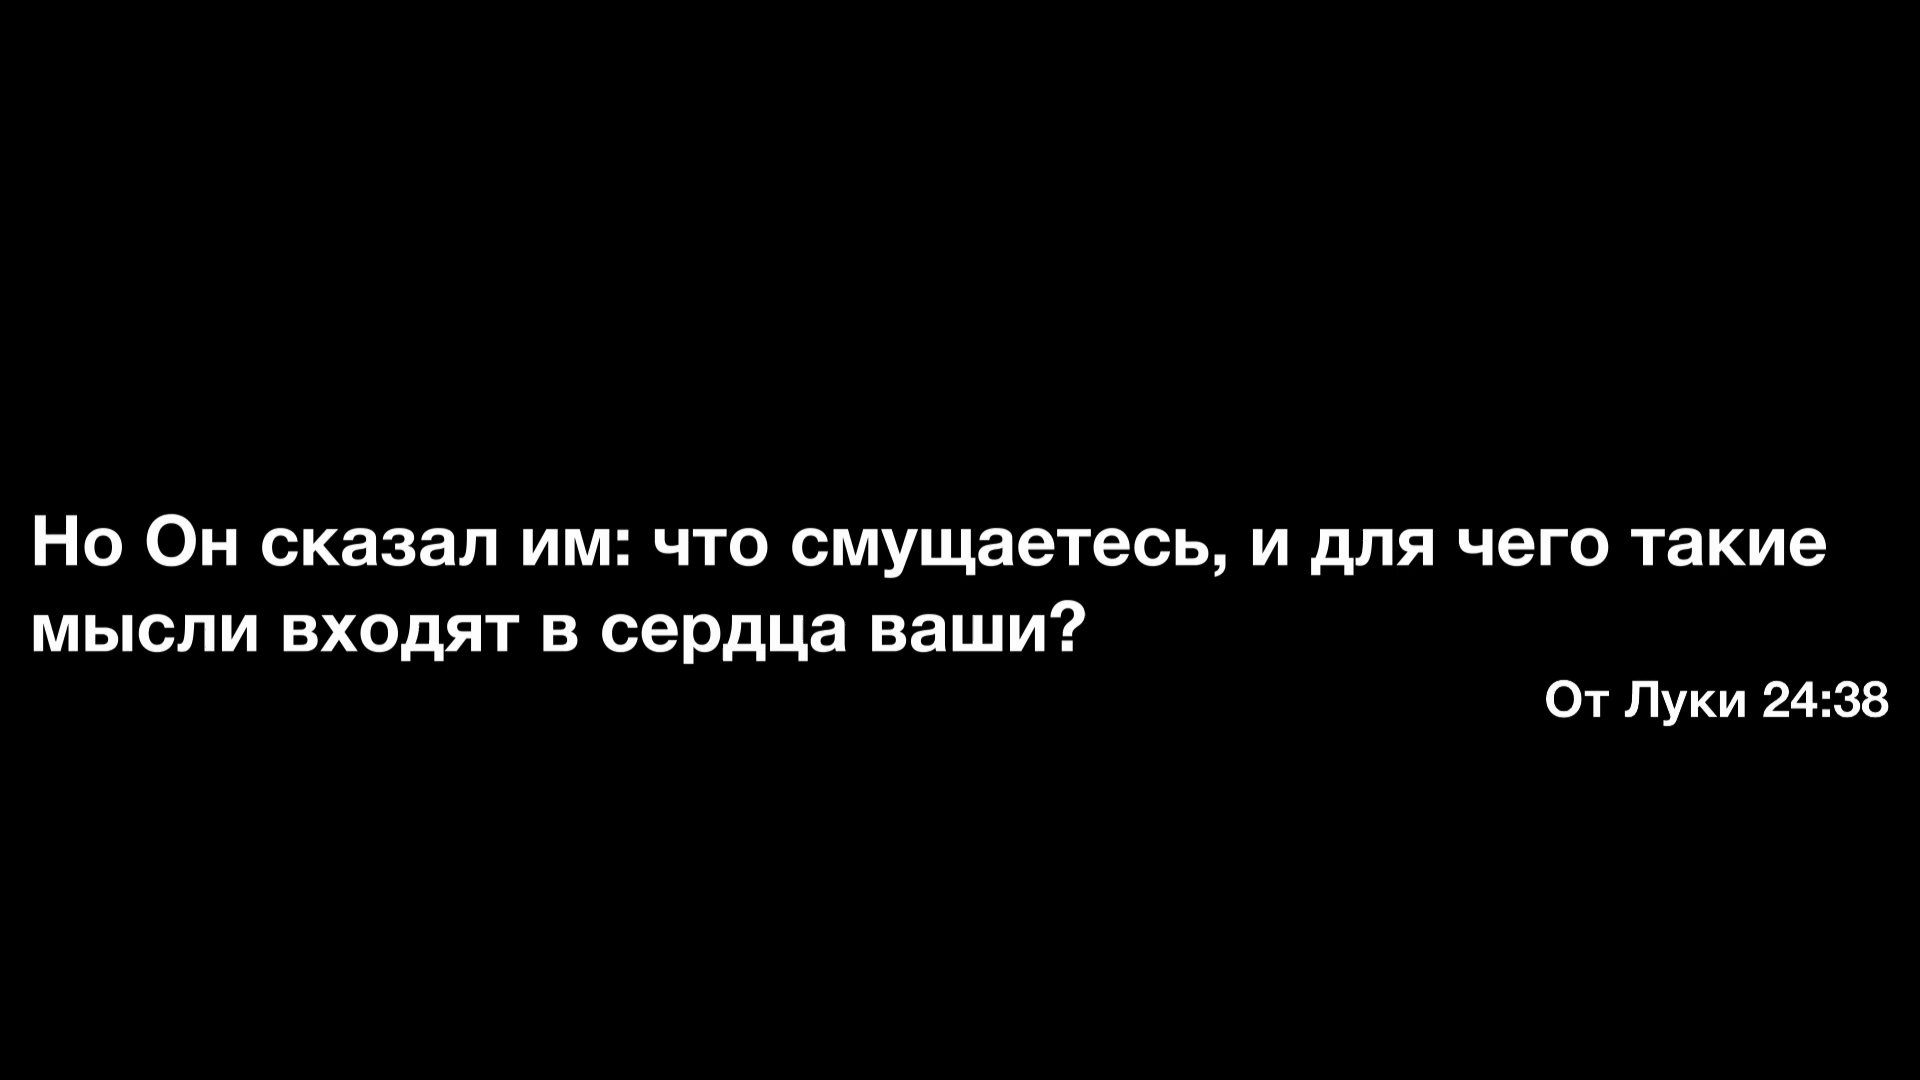 Но Он сказал им: что смущаетесь, и для чего такие
мысли входят в сердца ваши?
От Луки 24:38